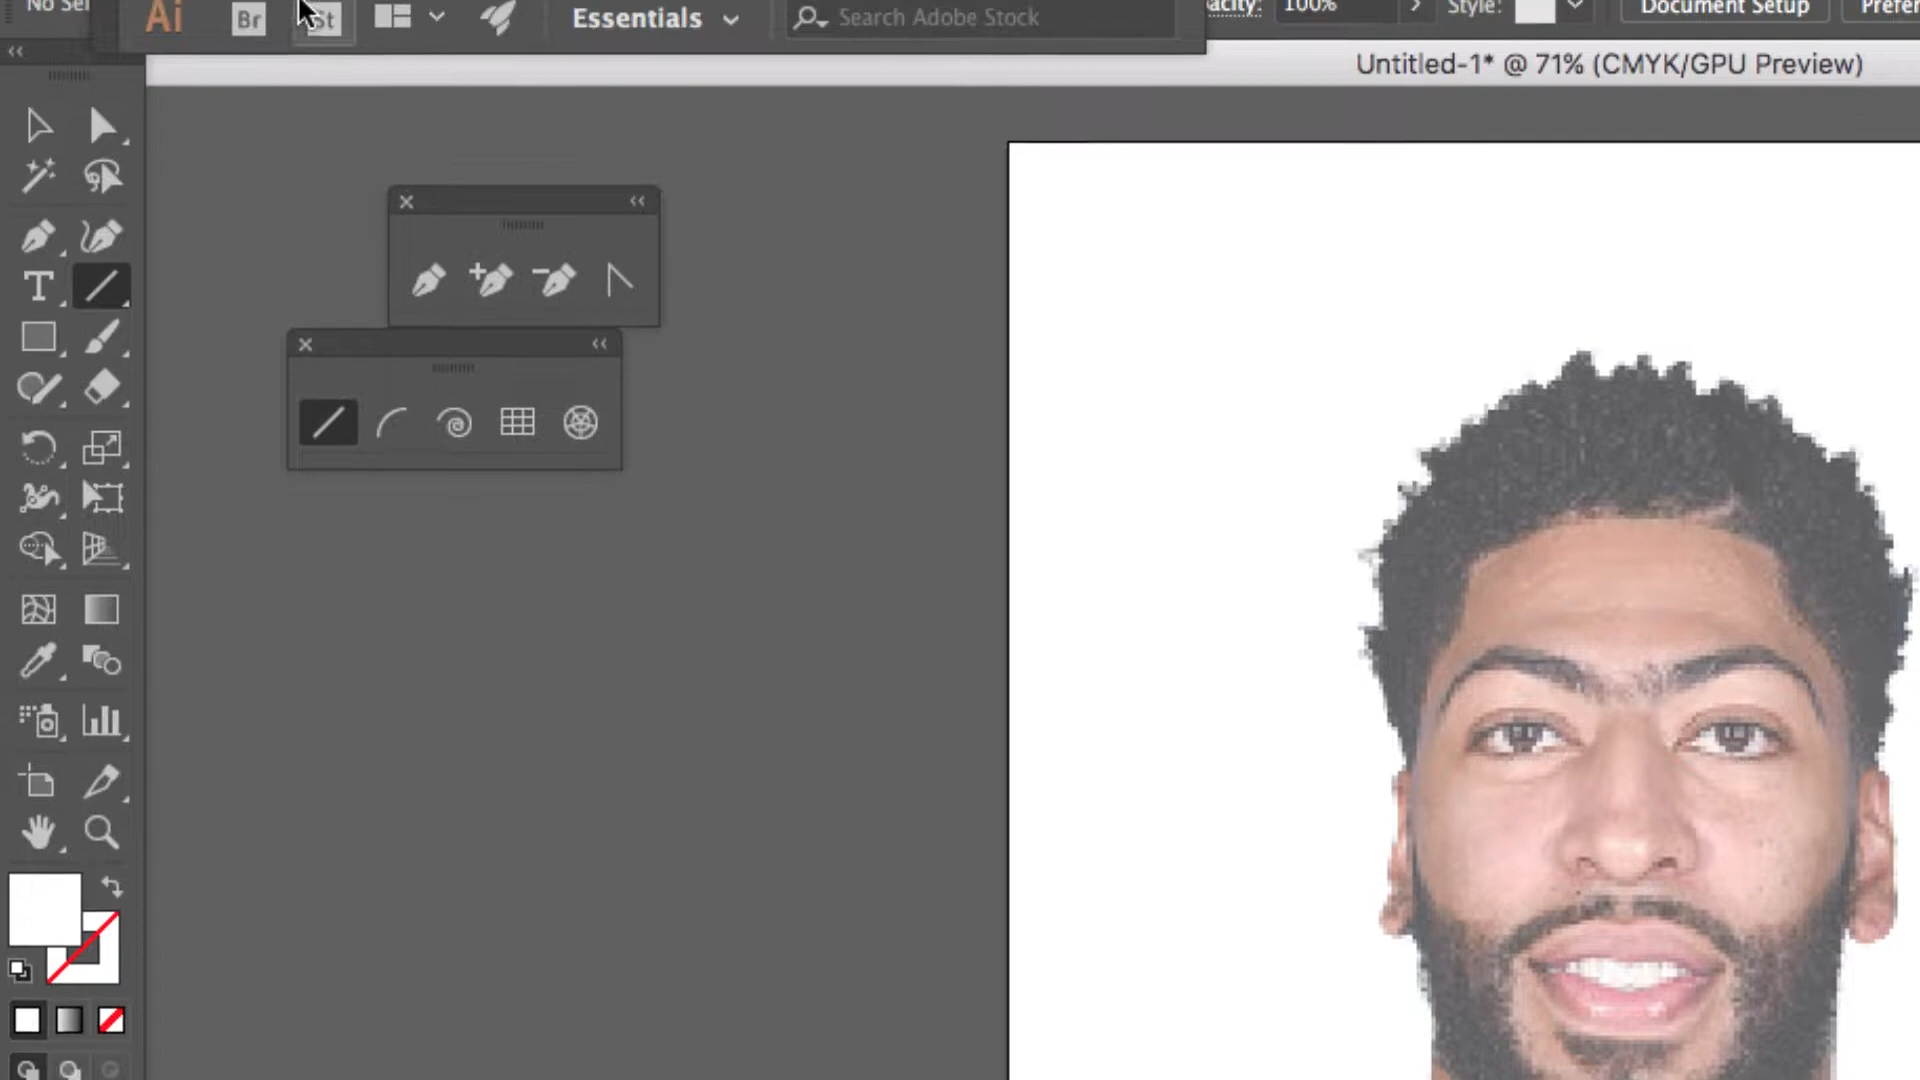 No Sel
Ai Br St Essentials Search Adobe Stock
acity: 100% Style: Document Setup Prefer
Untitled-1* @ 71% (CMYK/GPU Preview)
T